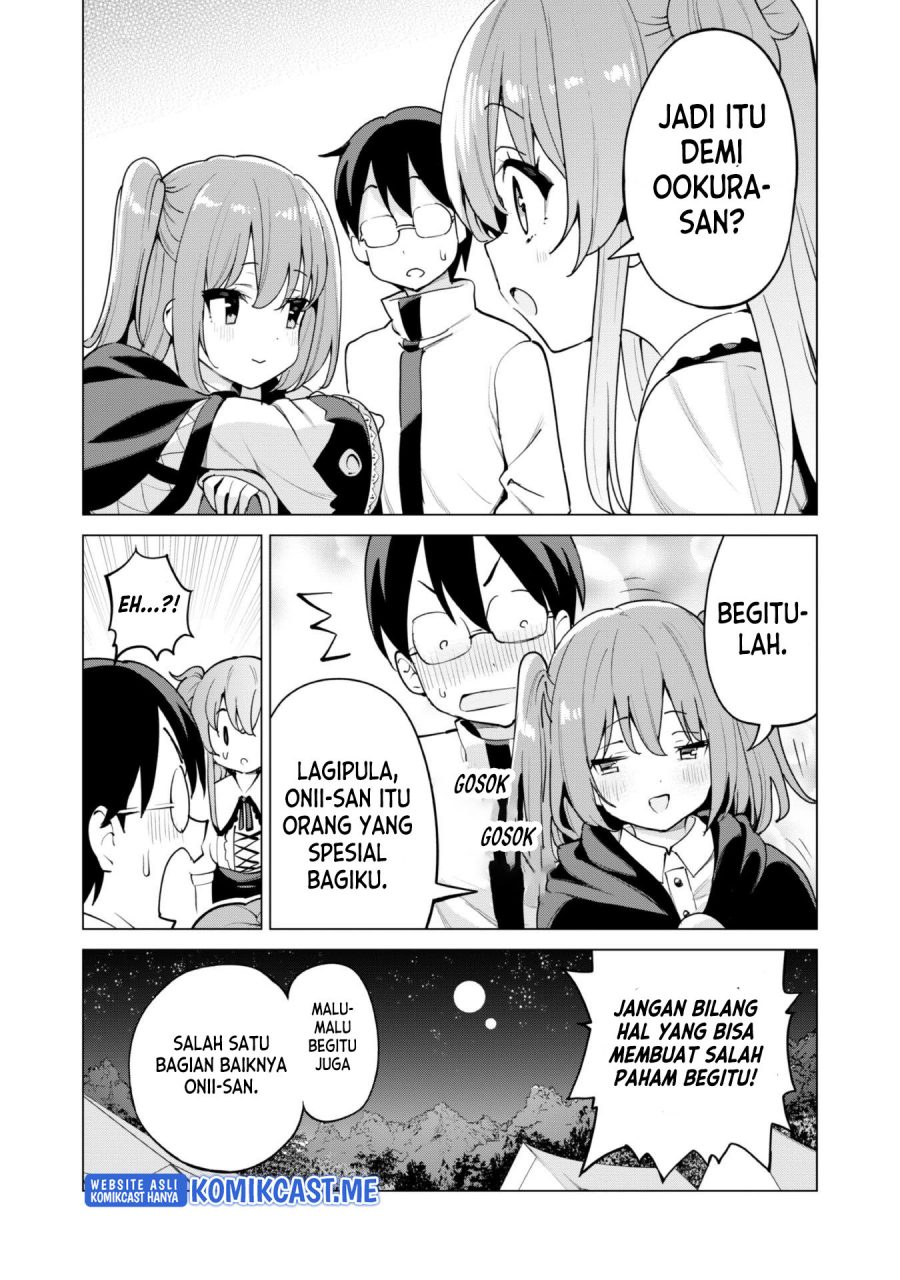 JADI ITU
DEMI
OOKURA-
SAN?
BEGITU-
LAH.
LAGIPULA,
ONII-SAN ITU
ORANG YANG
SPESIAL
BAGIKU.
GOSOK
GOSOK
EH...?!
JANGAN BILANG
HAL YANG BISA
MEMBUAT SALAH
PAHAM BEGITU!
MALU-
MALU
BEGITU
JUGA
SALAH SATU
BAGIAN BAIKNYA
ONII-SAN.
WEBSITE ASLI
KOMIKCAST HANYA
KOMIKCAST.ME